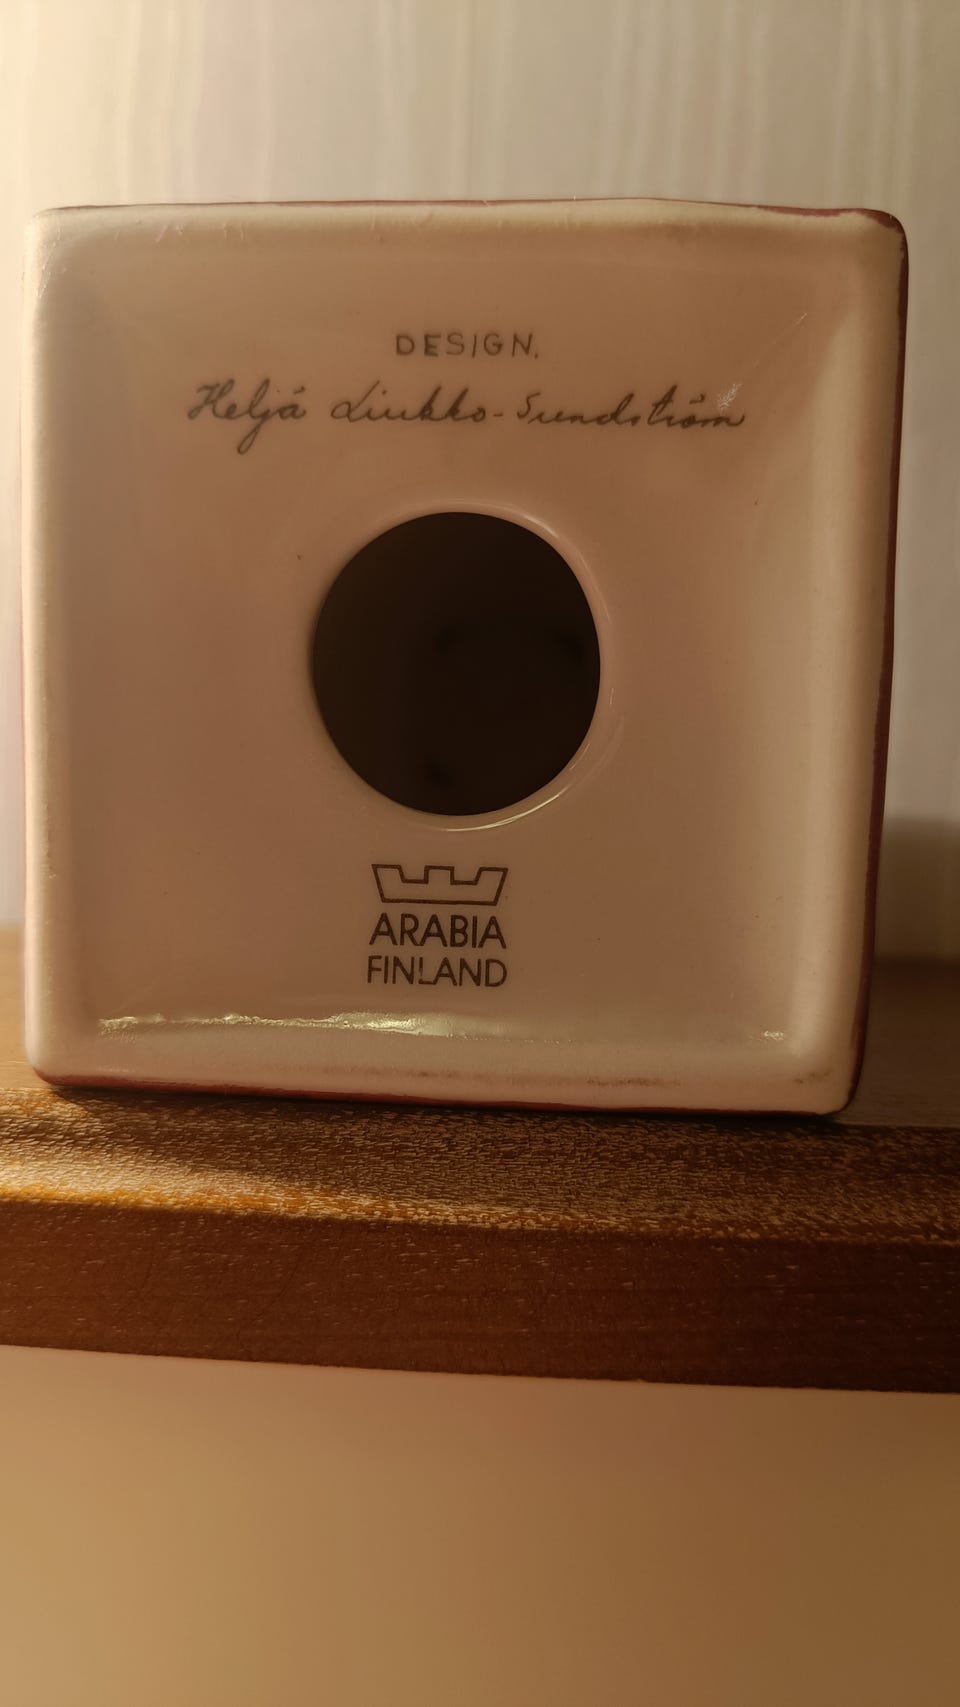 DESIGN.
Heljä Liukko-Sundström
ARABIA
FINLAND